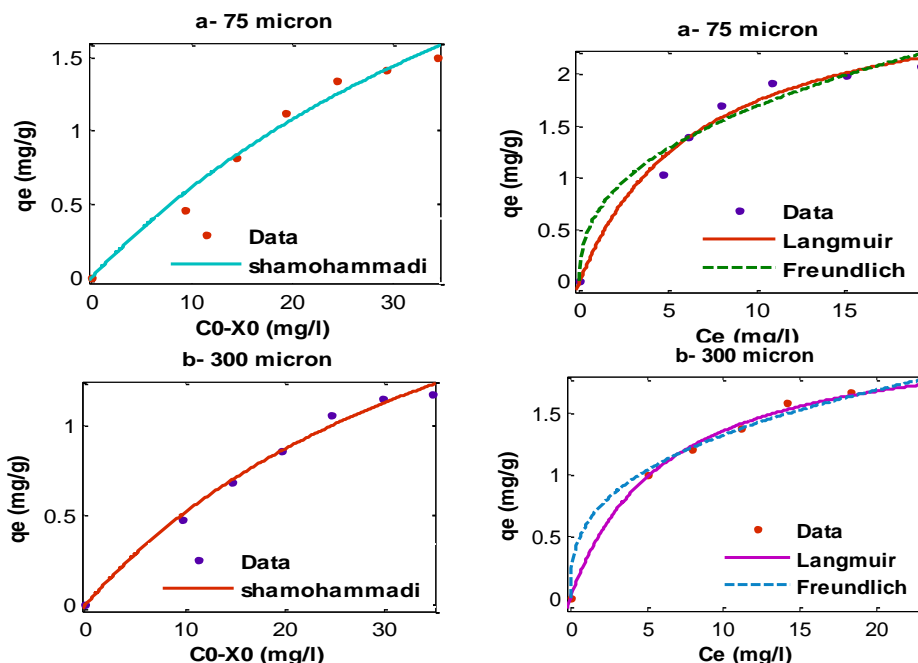 a- 75 micron
qe (mg/g)
1.5
1
0.5
0
Data
shamohammadi
0 10 20 30
C0-X0 (mg/l)
a- 75 micron
qe (mg/g)
2
1.5
1
0.5
0
Data
Langmuir
Freundlich
0 5 10 15
Ce (mg/l)
b- 300 micron
qe (mg/g)
1
0.5
0
Data
shamohammadi
0 10 20 30
C0-X0 (mg/l)
b- 300 micron
qe (mg/g)
1.5
1
0.5
0
Data
Langmuir
Freundlich
0 5 10 15 20
Ce (mg/l)